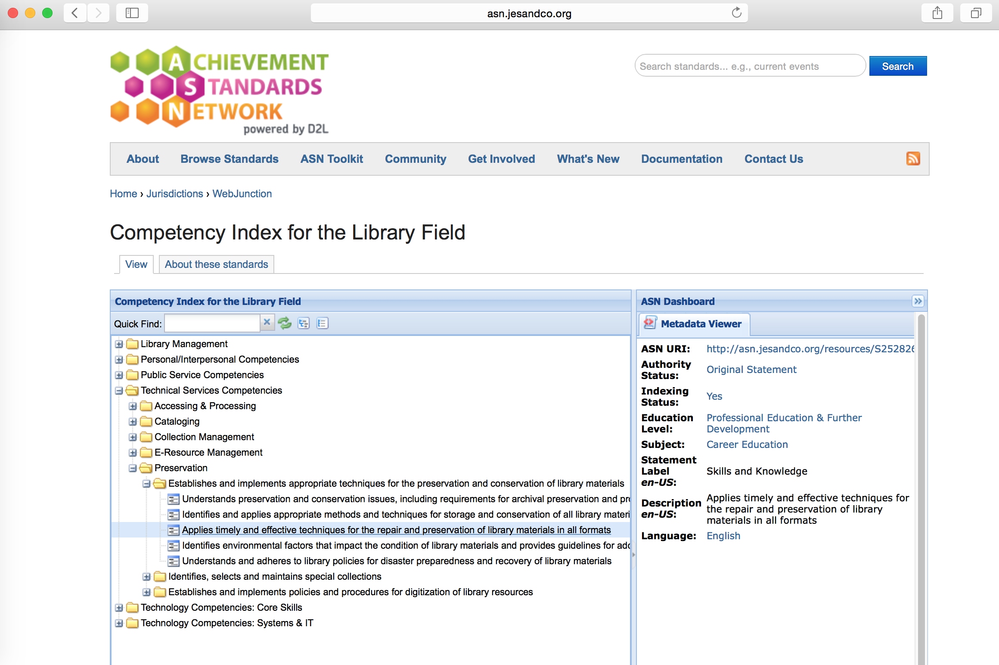 asn.jesandco.org
ACHIEVEMENT
STANDARDS
NETWORK
powered by D2L
Search standards... e.g., current events
Search
About Browse Standards ASN Toolkit Community Get Involved What's New Documentation Contact Us
Home › Jurisdictions › WebJunction
Competency Index for the Library Field
View About these standards
Competency Index for the Library Field
Quick Find:
Library Management
Personal/Interpersonal Competencies
Public Service Competencies
Technical Services Competencies
Accessing & Processing
Cataloging
Collection Management
E-Resource Management
Preservation
Establishes and implements appropriate techniques for the preservation and conservation of library materials
Understands preservation and conservation issues, including requirements for archival preservation and
Identifies and applies appropriate methods and techniques for storage and conservation of all library
Applies timely and effective techniques for the repair and preservation of library materials in all formats
Identifies environmental factors that impact the condition of library materials and provides guidelines for
Understands and adheres to library policies for disaster preparedness and recovery of library materials
Identifies, selects and maintains special collections
Establishes and implements policies and procedures for digitization of library resources
Technology Competencies: Core Skills
Technology Competencies: Systems & IT
ASN Dashboard
Metadata Viewer
ASN URI: http://asn.jesandco.org/resources/S252826
Authority
Status: Original Statement
Indexing
Status: Yes
Education
Level: Professional Education & Further
Development
Subject: Career Education
Statement
Label
en-US: Skills and Knowledge
Description
en-US: Applies timely and effective techniques for
the repair and preservation of library
materials in all formats
Language: English